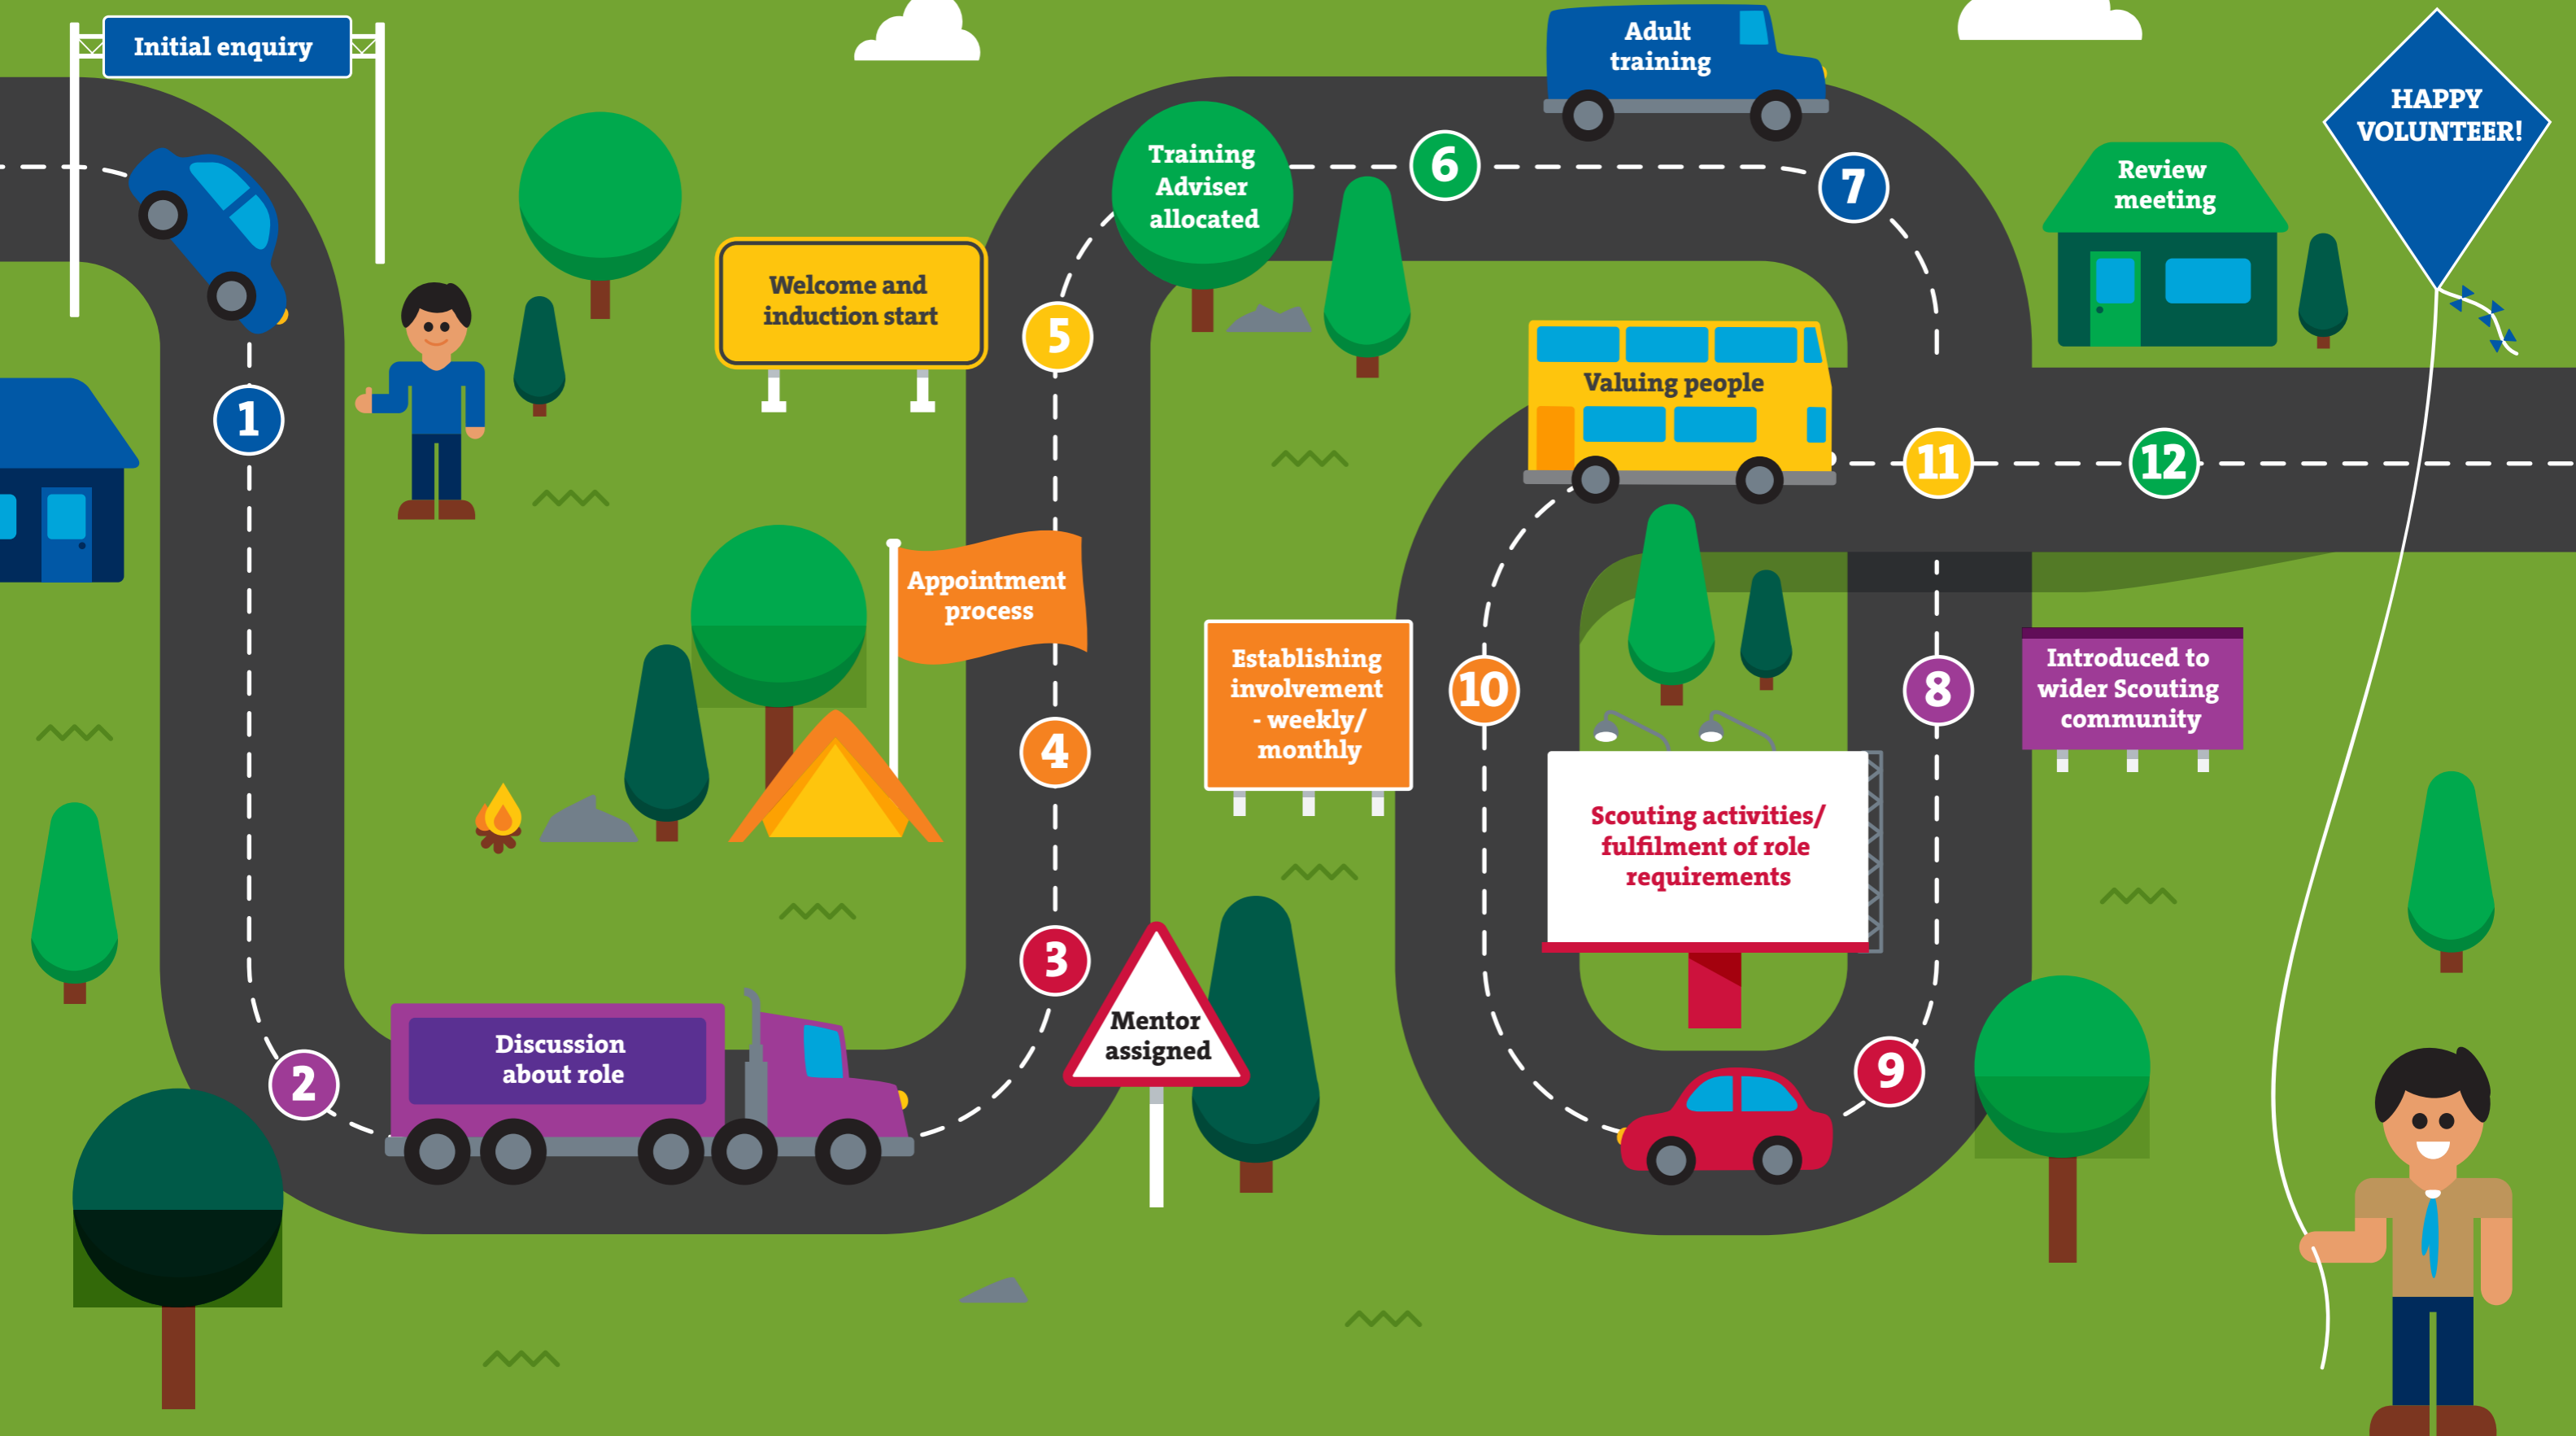 Initial enquiry
1
2
Discussion
about role
3
Mentor
assigned
4
Appointment
process
5
Welcome and
induction start
6
Training
Adviser
allocated
7
Adult
training
8
Introduced to
wider Scouting
community
9
Scouting activities/
fulfilment of role
requirements
10
Establishing
involvement
- weekly/
monthly
11
Valuing people
12
Review
meeting
HAPPY
VOLUNTEER!